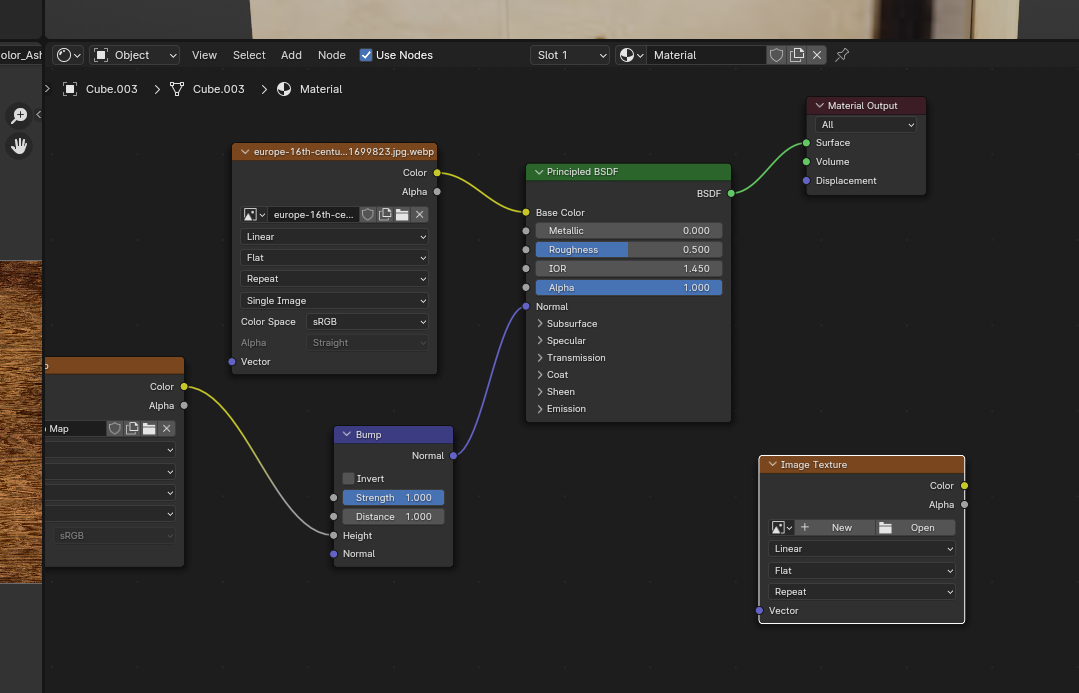 olor_Ash
Object View Select Add Node Use Nodes Slot 1 Material
Cube.003 Cube.003 Material
Material Output
All
Surface
Volume
Displacement
europe-16th-centu...1699823.jpg.webp
Color
Alpha
europe-16th-ce...
Linear
Flat
Repeat
Single Image
Color Space sRGB
Alpha Straight
Vector
Principled BSDF
BSDF
Base Color
Metallic 0.000
Roughness 0.500
IOR 1.450
Alpha 1.000
Normal
Subsurface
Specular
Transmission
Coat
Sheen
Emission
Color
Alpha
Map
sRGB
Bump
Normal
Invert
Strength 1.000
Distance 1.000
Height
Normal
Image Texture
Color
Alpha
New Open
Linear
Flat
Repeat
Vector